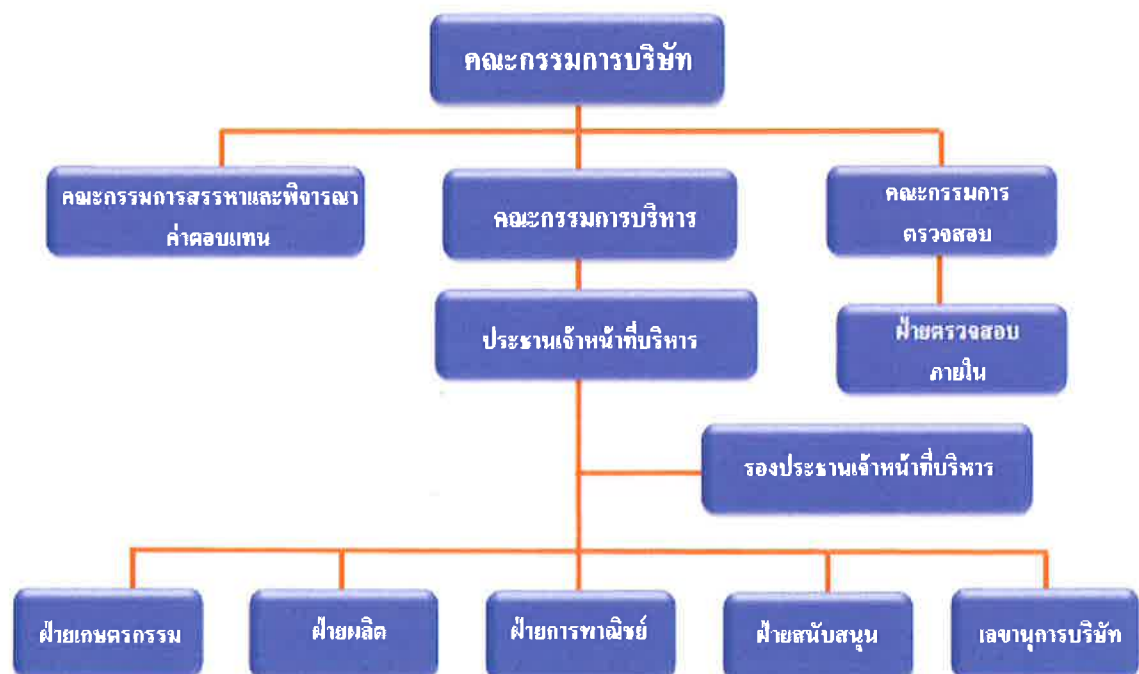 คณะกรรมการบริษัท
คณะกรรมการสรรหาและพิจารณา
ค่าตอบแทน
คณะกรรมการบริหาร
คณะกรรมการ
ตรวจสอบ
ประธานเจ้าหน้าที่บริหาร
ฝ่ายตรวจสอบ
ภายใน
รองประธานเจ้าหน้าที่บริหาร
ฝ่ายเกษตรกรรม
ฝ่ายผลิต
ฝ่ายการพาณิชย์
ฝ่ายสนับสนุน
เลขานุการบริษัท